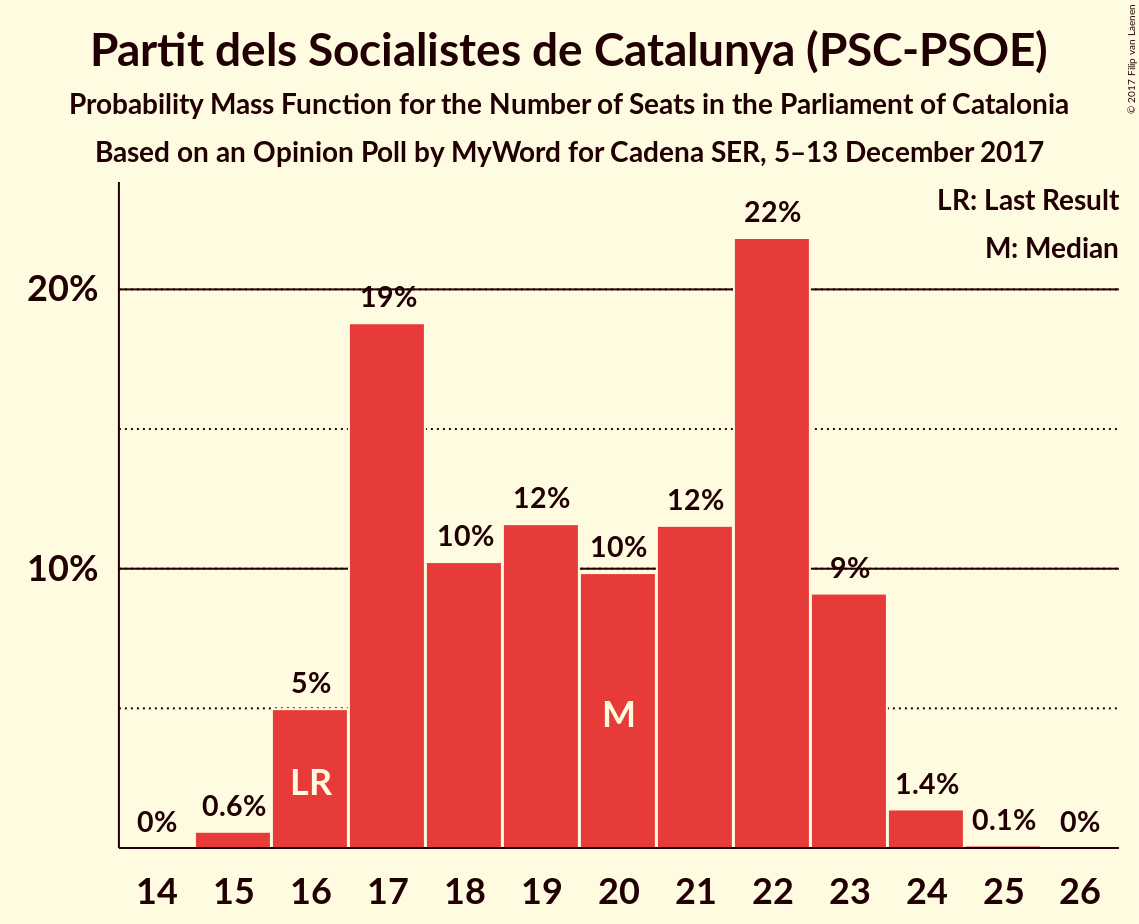 Partit dels Socialistes de Catalunya (PSC-PSOE)
Probability Mass Function for the Number of Seats in the Parliament of Catalonia
Based on an Opinion Poll by MyWord for Cadena SER, 5–13 December 2017
© 2017 Filip van Laenen
LR: Last Result
M: Median
20%
10%
0%
0.6%
5%
19%
10%
12%
10%
12%
22%
9%
1.4%
0.1%
0%
LR
M
14 15 16 17 18 19 20 21 22 23 24 25 26